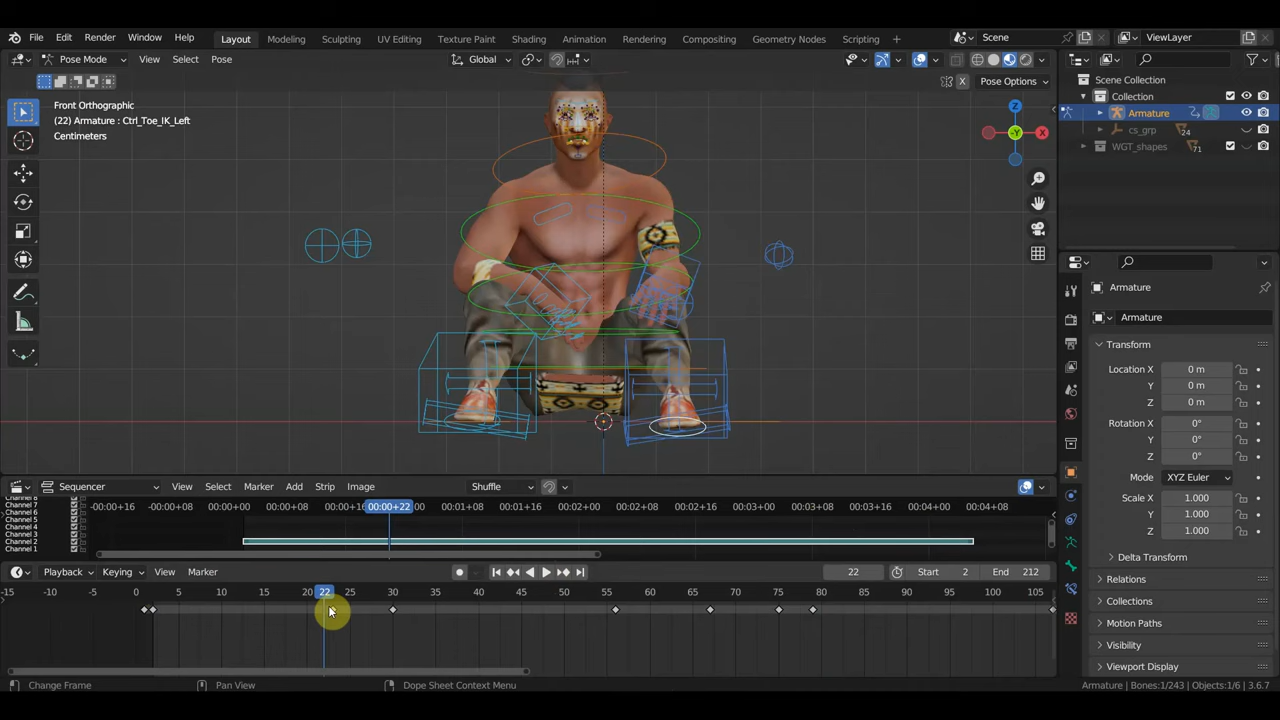 File Edit Render Window Help Layout Modeling Sculpting UV Editing Texture Paint Shading Animation Rendering Compositing Geometry Nodes Scripting + Scene ViewLayer
Pose Mode View Select Pose Global
X Pose Options
Front Orthographic
(22) Armature : Ctrl_Toe_IK_Left
Centimeters
Z
X
-Y
Scene Collection
Collection
Armature
cs_grp 24
WGT_shapes 71
Armature
Armature
Transform
Location X 0 m
Y 0 m
Z 0 m
Rotation X 0°
Y 0°
Z 0°
Mode XYZ Euler
Scale X 1.000
Y 1.000
Z 1.000
Delta Transform
Relations
Collections
Motion Paths
Visibility
Viewport Display
Sequencer View Select Marker Add Strip Image Shuffle
Channel 7
Channel 6
Channel 5
Channel 4
Channel 3
Channel 2
Channel 1
-00:00+16 -00:00+08 00:00+00 00:00+08 00:00+16 00:00+22 00:01+08 00:01+16 00:02+00 00:02+08 00:02+16 00:03+00 00:03+08 00:03+16 00:04+00 00:04+08
Playback Keying View Marker 22 Start 2 End 212
-15 -10 -5 0 5 10 15 20 22 25 30 35 40 45 50 55 60 65 70 75 80 85 90 95 100 105
Change Frame Pan View Dope Sheet Context Menu Armature | Bones:1/243 | Objects:1/6 | 3.6.7